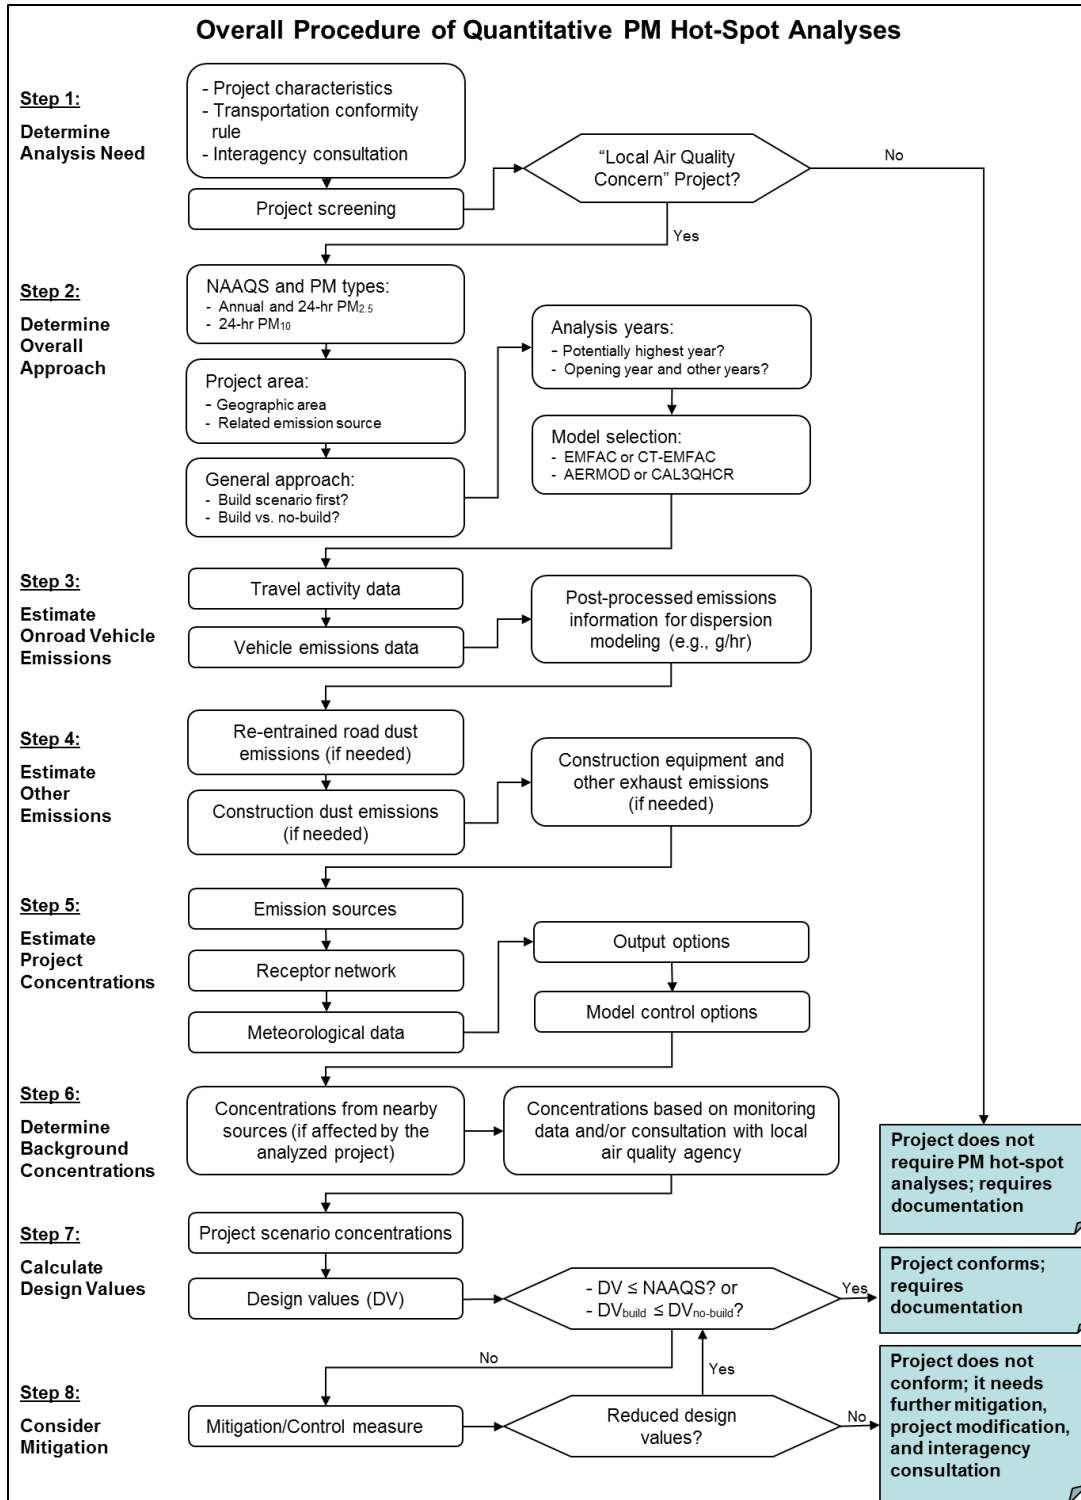 Overall Procedure of Quantitative PM Hot-Spot Analyses
Step 1:
Determine
Analysis Need
- Project characteristics
- Transportation conformity
rule
- Interagency consultation
Project screening
“Local Air Quality
Concern” Project?
No
Yes
Step 2:
Determine
Overall
Approach
NAAQS and PM types:
- Annual and 24-hr PM2.5
- 24-hr PM10
Project area:
- Geographic area
- Related emission source
General approach:
- Build scenario first?
- Build vs. no-build?
Analysis years:
- Potentially highest year?
- Opening year and other years?
Model selection:
- EMFAC or CT-EMFAC
- AERMOD or CAL3QHCR
Step 3:
Estimate
Onroad Vehicle
Emissions
Travel activity data
Vehicle emissions data
Post-processed emissions
information for dispersion
modeling (e.g., g/hr)
Step 4:
Estimate
Other
Emissions
Re-entrained road dust
emissions (if needed)
Construction dust emissions
(if needed)
Construction equipment and
other exhaust emissions
(if needed)
Step 5:
Estimate
Project
Concentrations
Emission sources
Receptor network
Meteorological data
Output options
Model control options
Step 6:
Determine
Background
Concentrations
Concentrations from nearby
sources (if affected by the
analyzed project)
Concentrations based on monitoring
data and/or consultation with local
air quality agency
Project does not
require PM hot-spot
analyses; requires
documentation
Step 7:
Calculate
Design Values
Project scenario concentrations
Design values (DV)
- DV ≤ NAAQS? or
- DVbuild ≤ DVno-build?
Yes
Project conforms;
requires
documentation
No
Yes
Step 8:
Consider
Mitigation
Mitigation/Control measure
Reduced design
values?
No
Project does not
conform; it needs
further mitigation,
project modification,
and interagency
consultation